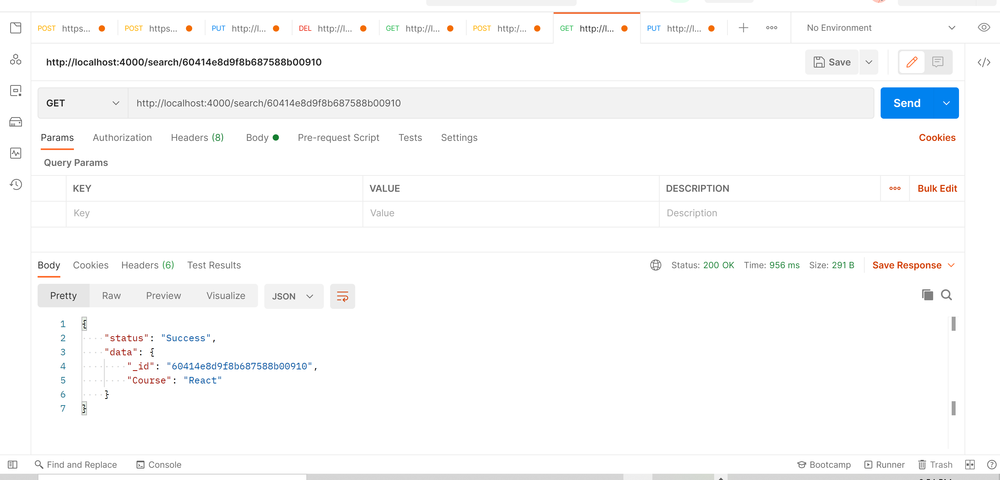 POST https... POST https... PUT http://l... DEL http://l... GET http://l... POST http:/... GET http://l... PUT http://l... No Environment
http://localhost:4000/search/60414e8d9f8b687588b00910 Save
GET http://localhost:4000/search/60414e8d9f8b687588b00910 Send
Params Authorization Headers (8) Body Pre-request Script Tests Settings Cookies
Query Params
KEY VALUE DESCRIPTION Bulk Edit
Key Value Description
Body Cookies Headers (6) Test Results Status: 200 OK Time: 956 ms Size: 291 B Save Response
Pretty Raw Preview Visualize JSON
1 {
2 "status": "Success",
3 "data": {
4 "_id": "60414e8d9f8b687588b00910",
5 "Course": "React"
6 }
7 }
Find and Replace Console Bootcamp Runner Trash